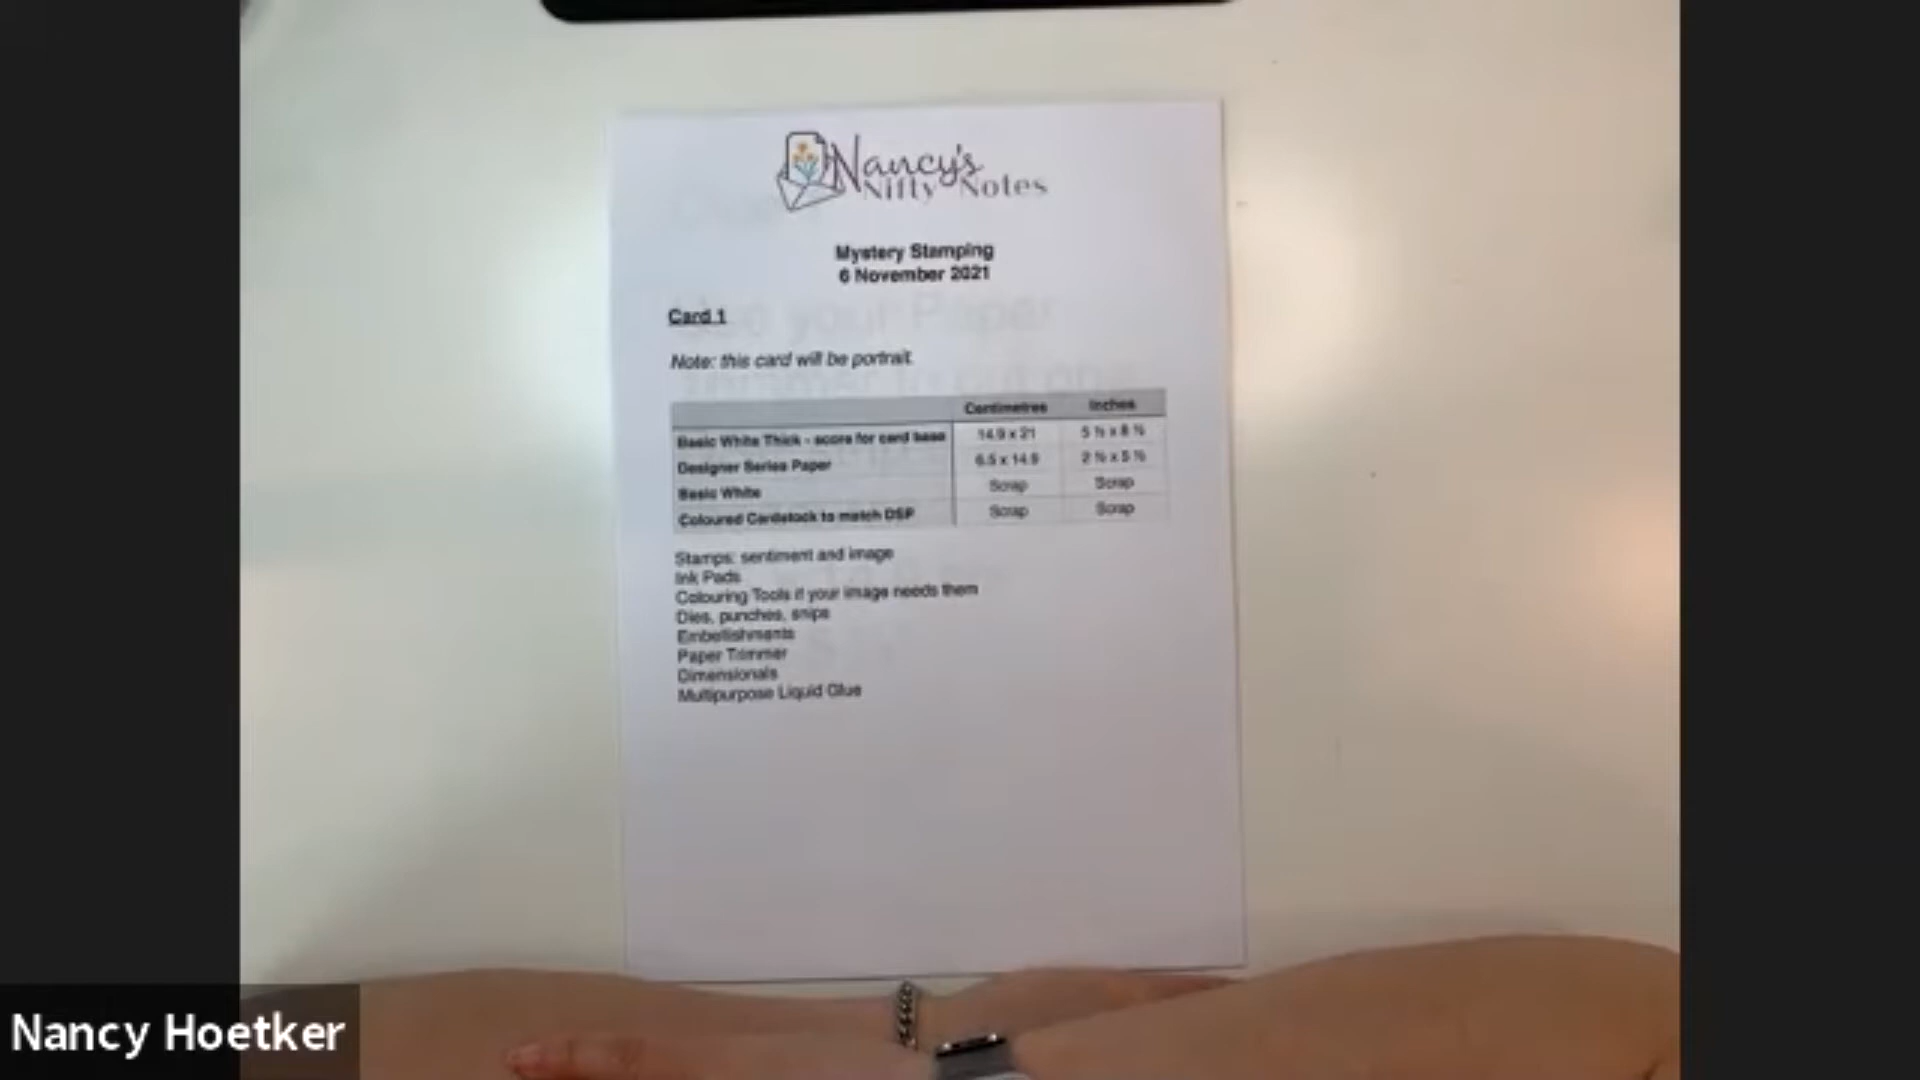 Nancy's
Nifty Notes
Mystery Stamping
6 November 2021
Card 1
Note: this card will be portrait.
Centimetres Inches
Basic White Thick - score for card base 14.9 x 21 5 ½ x 8 ½
Designer Series Paper 6.5 x 14.9 2 ½ x 5 ½
Basic White Scrap Scrap
Coloured Cardstock to match DSP Scrap Scrap
Stamps: sentiment and image
Ink Pads
Colouring Tools if your image needs them
Dies, punches, snips
Embellishments
Paper Trimmer
Dimensionals
Multipurpose Liquid Glue
Nancy Hoetker